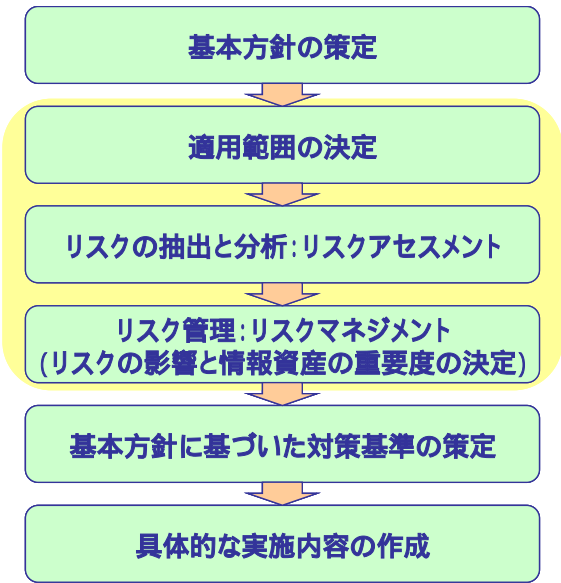 基本方針の策定
適用範囲の決定
リスクの抽出と分析：リスクアセスメント
リスク管理：リスクマネジメント
(リスクの影響と情報資産の重要度の決定)
基本方針に基づいた対策基準の策定
具体的な実施内容の作成